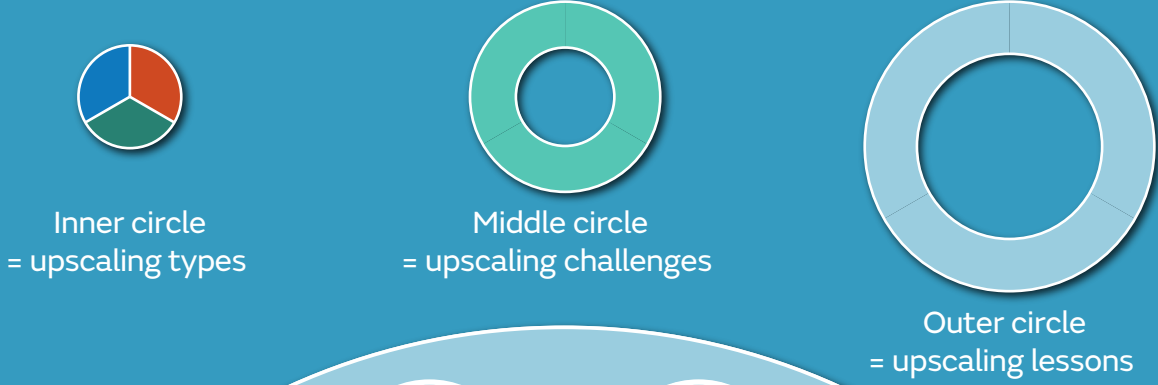 Inner circle
= upscaling types
Middle circle
= upscaling challenges
Outer circle
= upscaling lessons